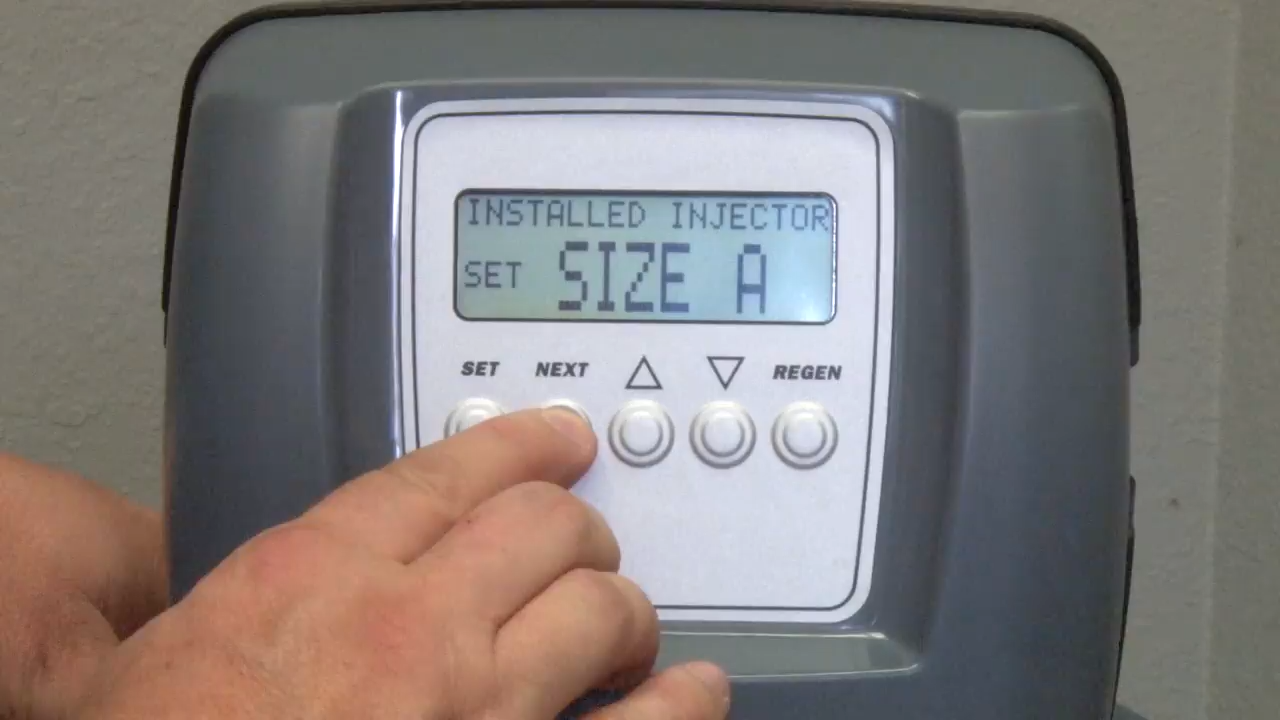 INSTALLED INJECTOR
SET SIZE A
SET NEXT △ ▽ REGEN